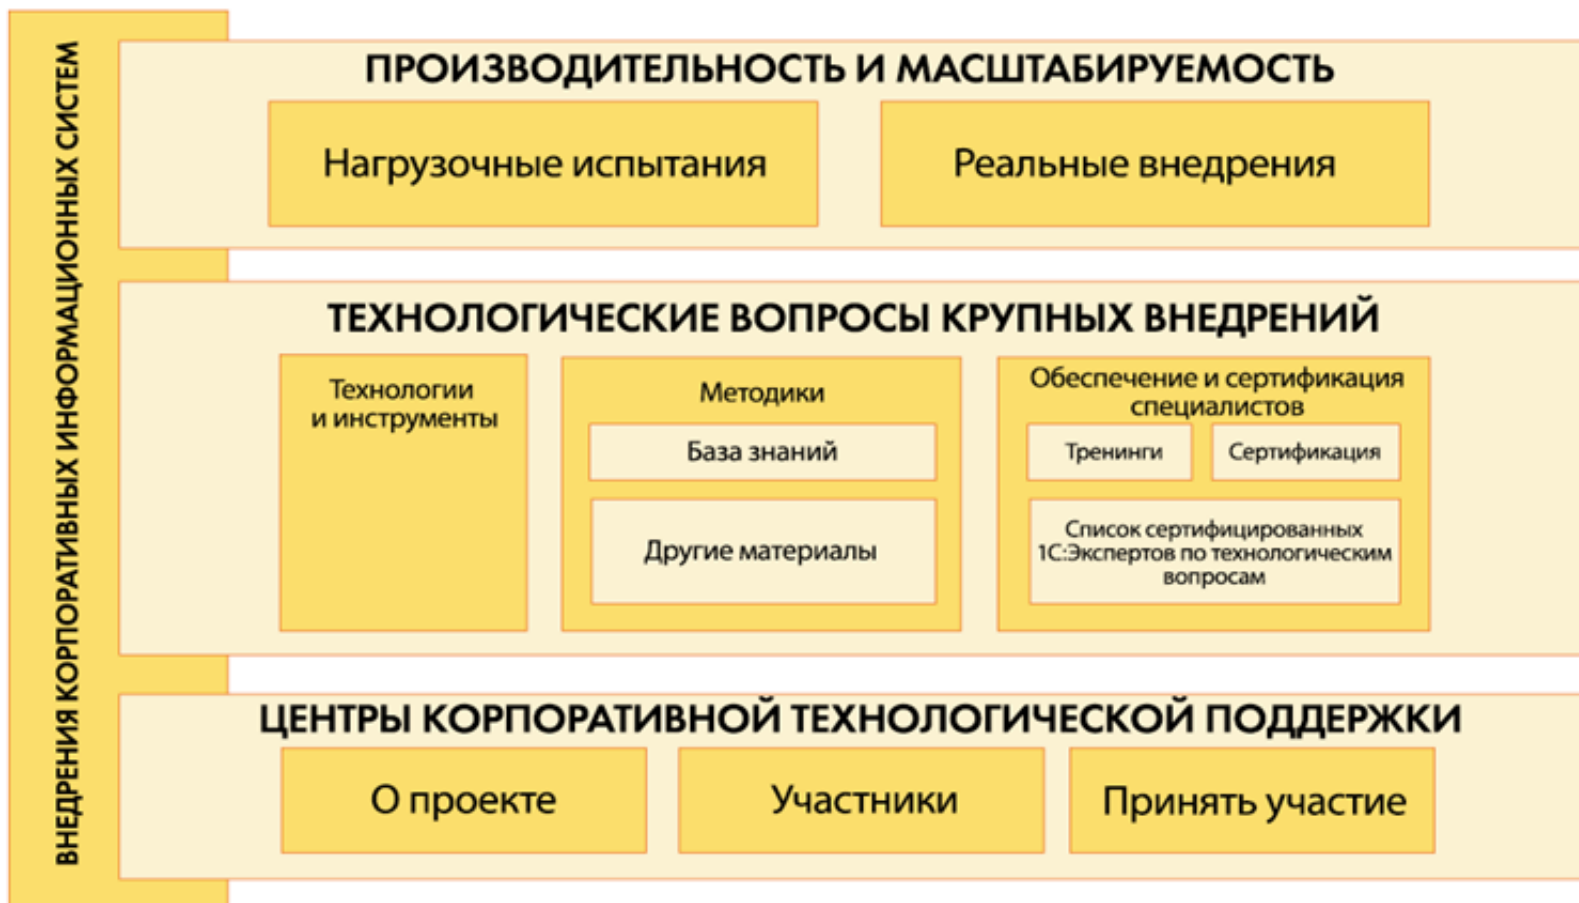 ВНЕДРЕНИЯ КОРПОРАТИВНЫХ ИНФОРМАЦИОННЫХ СИСТЕМ
ПРОИЗВОДИТЕЛЬНОСТЬ И МАСШТАБИРУЕМОСТЬ
Нагрузочные испытания
Реальные внедрения
ТЕХНОЛОГИЧЕСКИЕ ВОПРОСЫ КРУПНЫХ ВНЕДРЕНИЙ
Технологии
и инструменты
Методики
База знаний
Другие материалы
Обеспечение и сертификация
специалистов
Тренинги
Сертификация
Список сертифицированных
1С:Экспертов по технологическим
вопросам
ЦЕНТРЫ КОРПОРАТИВНОЙ ТЕХНОЛОГИЧЕСКОЙ ПОДДЕРЖКИ
О проекте
Участники
Принять участие